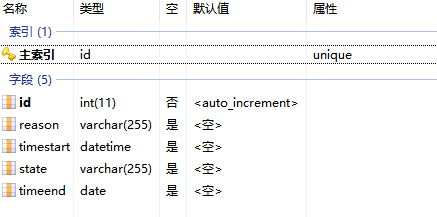 名称 类型 空 默认值 属性
索引 (1)
主索引 id unique
字段 (5)
id int(11) 否 <auto_increment>
reason varchar(255) 是 <空>
timestart datetime 是 <空>
state varchar(255) 是 <空>
timeend date 是 <空>